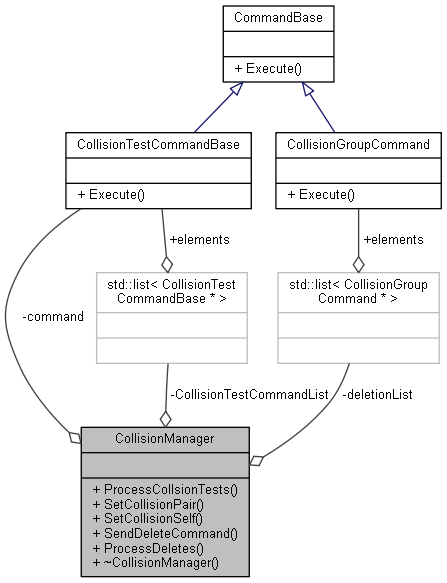 CommandBase
+ Execute()
CollisionTestCommandBase
+ Execute()
CollisionGroupCommand
+ Execute()
+elements
+elements
std::list< CollisionTest
CommandBase * >
std::list< CollisionGroup
Command * >
-command
-CollisionTestCommandList
-deletionList
CollisionManager
+ ProcessCollsionTests()
+ SetCollisionPair()
+ SetCollisionSelf()
+ SendDeleteCommand()
+ ProcessDeletes()
+ ~CollisionManager()